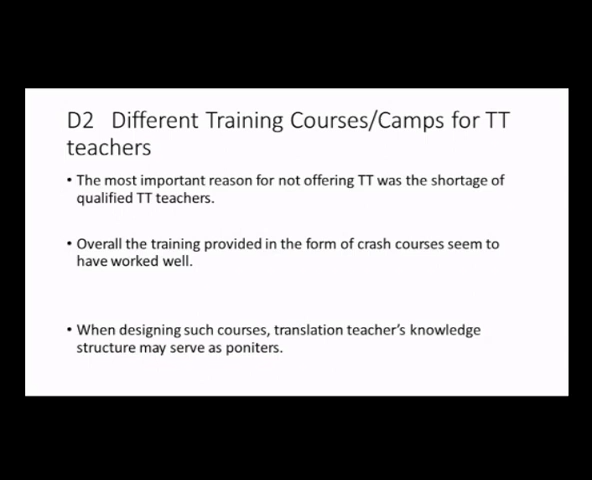 D2 Different Training Courses/Camps for TT
teachers
• The most important reason for not offering TT was the shortage of
qualified TT teachers.
• Overall the training provided in the form of crash courses seem to
have worked well.
• When designing such courses, translation teacher's knowledge
structure may serve as poniters.